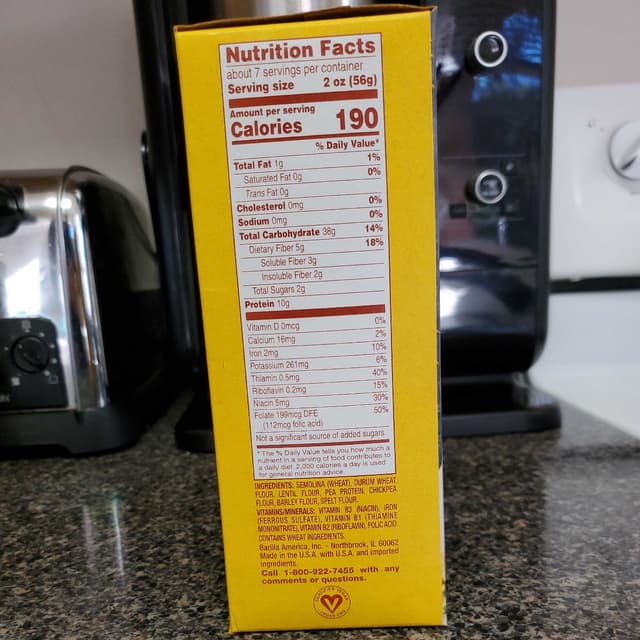 Nutrition Facts
about 7 servings per container
Serving size 2 oz (56g)
Amount per serving
Calories 190
% Daily Value*
Total Fat 1g 1%
Saturated Fat 0g 0%
Trans Fat 0g
Cholesterol 0mg 0%
Sodium 0mg 0%
Total Carbohydrate 38g 14%
Dietary Fiber 5g 18%
Soluble Fiber 3g
Insoluble Fiber 2g
Total Sugars 2g
Protein 10g
Vitamin D 0mcg 0%
Calcium 16mg 2%
Iron 2mg 10%
Potassium 261mg 6%
Thiamin 0.5mg 40%
Riboflavin 0.2mg 15%
Niacin 5mg 30%
Folate 199mcg DFE 50%
(112mcg folic acid)
Not a significant source of added sugars.
* The % Daily Value tells you how much a
nutrient in a serving of food contributes to
a daily diet. 2,000 calories a day is used
for general nutrition advice.
INGREDIENTS: SEMOLINA (WHEAT), DURUM WHEAT
FLOUR, LENTIL FLOUR, PEA PROTEIN, CHICKPEA
FLOUR, BARLEY FLOUR, SPELT FLOUR.
VITAMINS/MINERALS: VITAMIN B3 (NIACIN), IRON
(FERROUS SULFATE), VITAMIN B1 (THIAMINE
MONONITRATE), VITAMIN B2 (RIBOFLAVIN), FOLIC ACID
CONTAINS WHEAT INGREDIENTS.
Barilla America, Inc. - Northbrook, IL 60062
Made in the U.S.A. with U.S.A. and imported
ingredients.
Call 1-800-922-7455 with any
comments or questions.